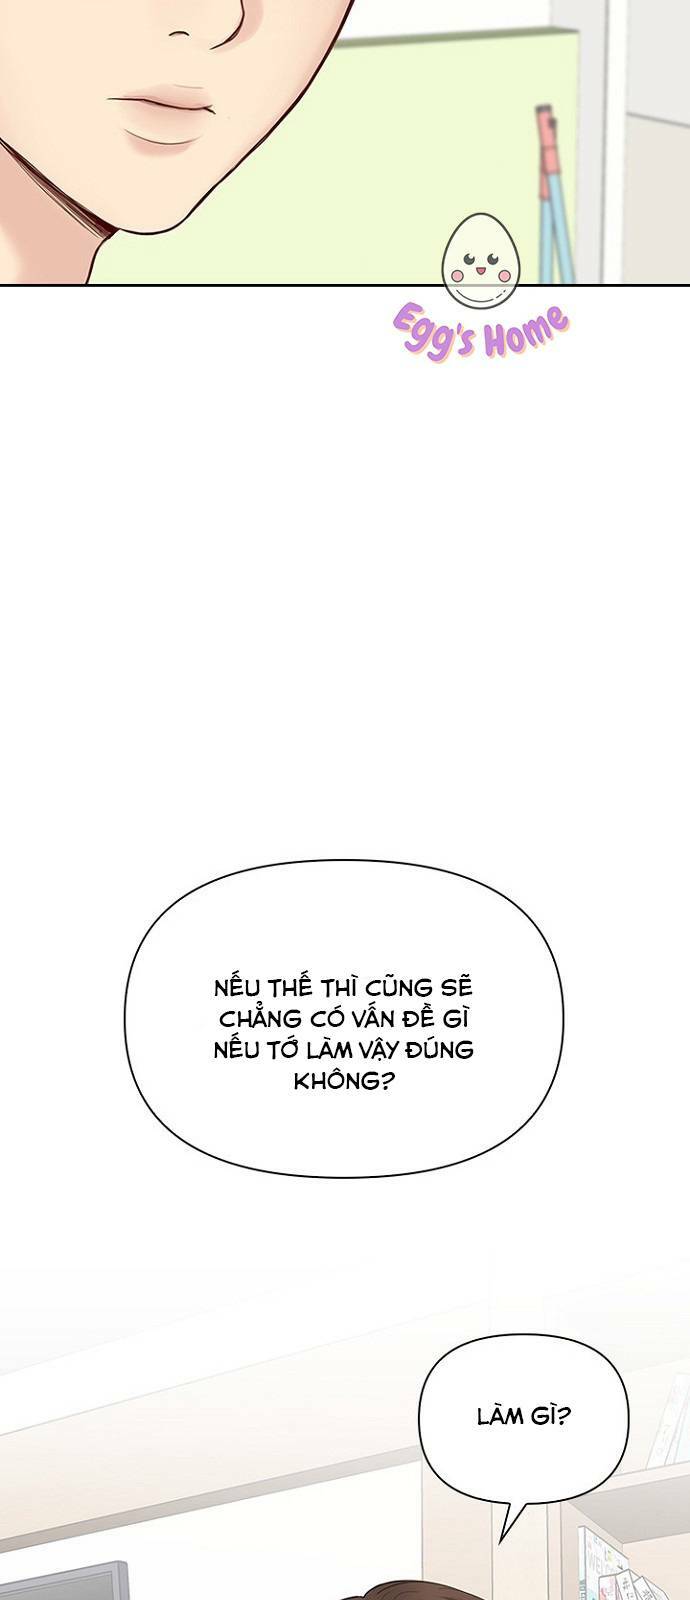 Egg's Home
NẾU THẾ THÌ CŨNG SẼ
CHẲNG CÓ VẤN ĐỀ GÌ
NẾU TỚ LÀM VẬY ĐÚNG
KHÔNG?
LÀM GÌ?